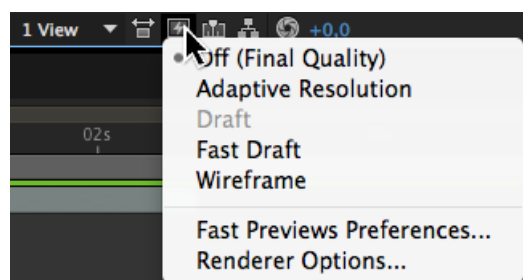 1 View +0.0
Off (Final Quality)
Adaptive Resolution
Draft
02s
Fast Draft
Wireframe
Fast Previews Preferences...
Renderer Options...